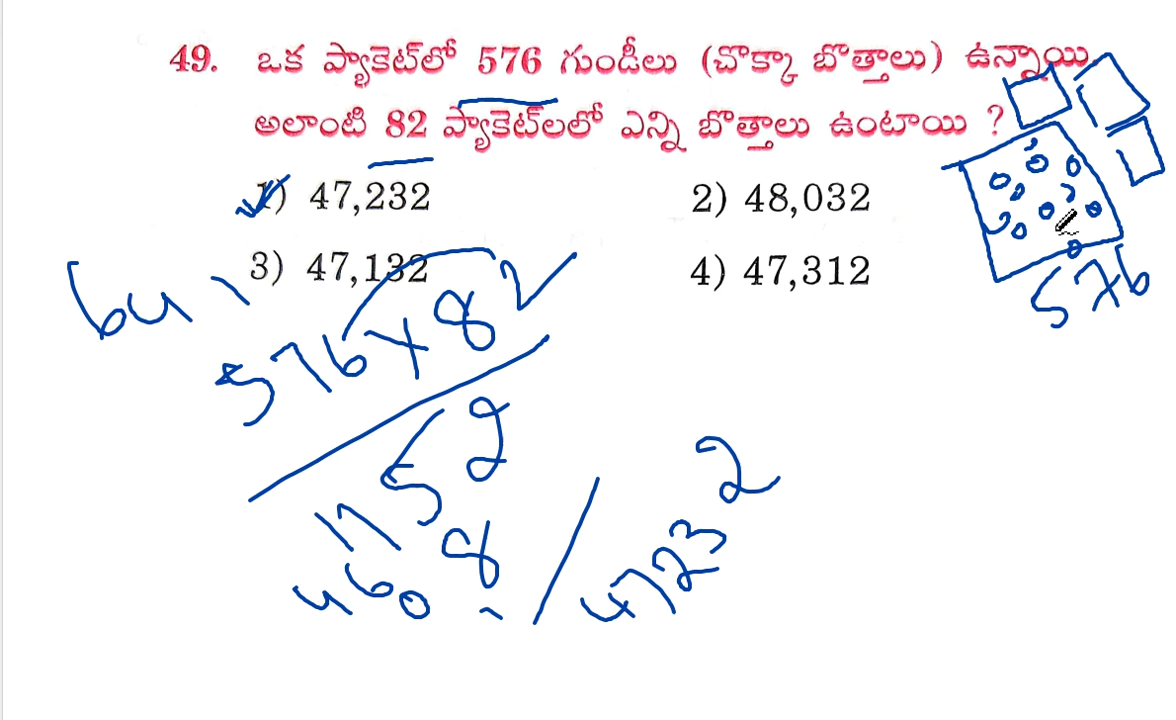 49. ఒక ప్యాకెట్‌లో 576 గుండీలు (చొక్కా బొత్తాలు) ఉన్నాయి.
అలాంటి 82 ప్యాకెట్‌లలో ఎన్ని బొత్తాలు ఉంటాయి ?
1) 47,232 2) 48,032
3) 47,132 4) 47,312
576
64
576 x 82
1152
4608
47232